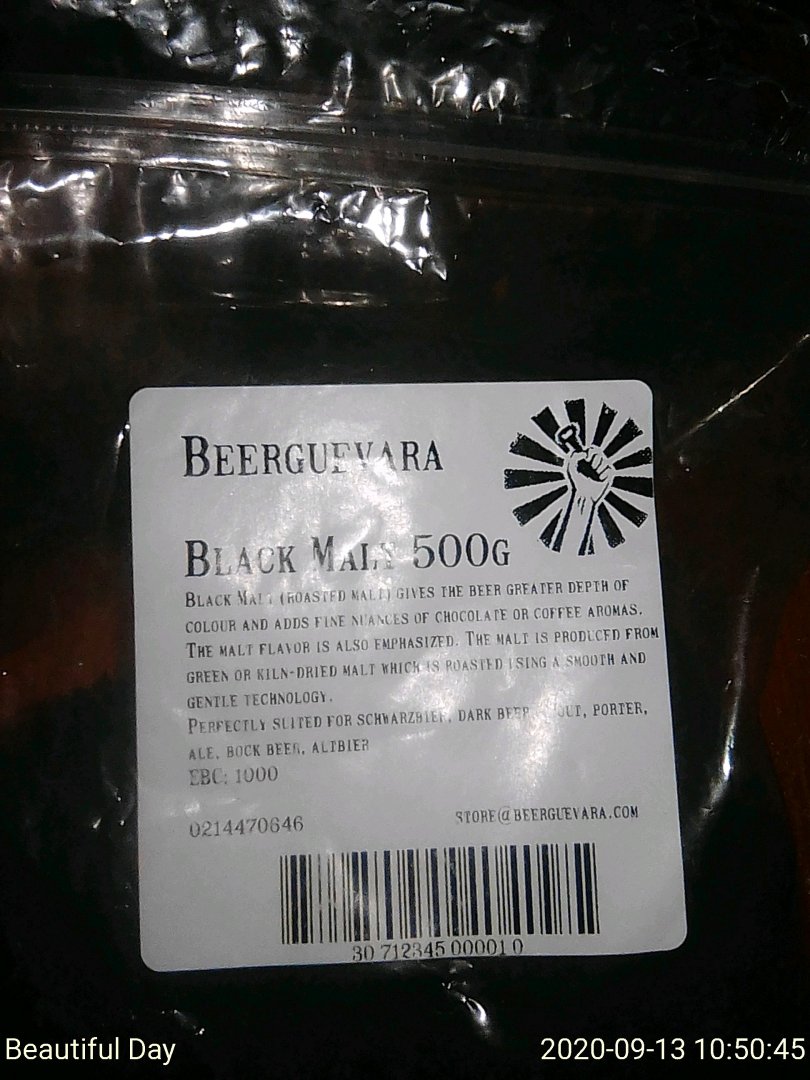 BEERGUEVARA
BLACK MALT 500G
BLACK MALT (ROASTED MALT) GIVES THE BEER GREATER DEPTH OF
COLOUR AND ADDS FINE NUANCES OF CHOCOLATE OR COFFEE AROMAS.
THE MALT FLAVOR IS ALSO EMPHASIZED. THE MALT IS PRODUCED FROM
GREEN OR KILN-DRIED MALT WHICH IS ROASTED USING A SMOOTH AND
GENTLE TECHNOLOGY.
PERFECTLY SUITED FOR SCHWARZBIER, DARK BEER, STOUT, PORTER,
ALE, BOCK BEER, ALTBIER
EBC: 1000
0214470646
STORE@BEERGUEVARA.COM
30 712345 00001 0
Beautiful Day
2020-09-13 10:50:45